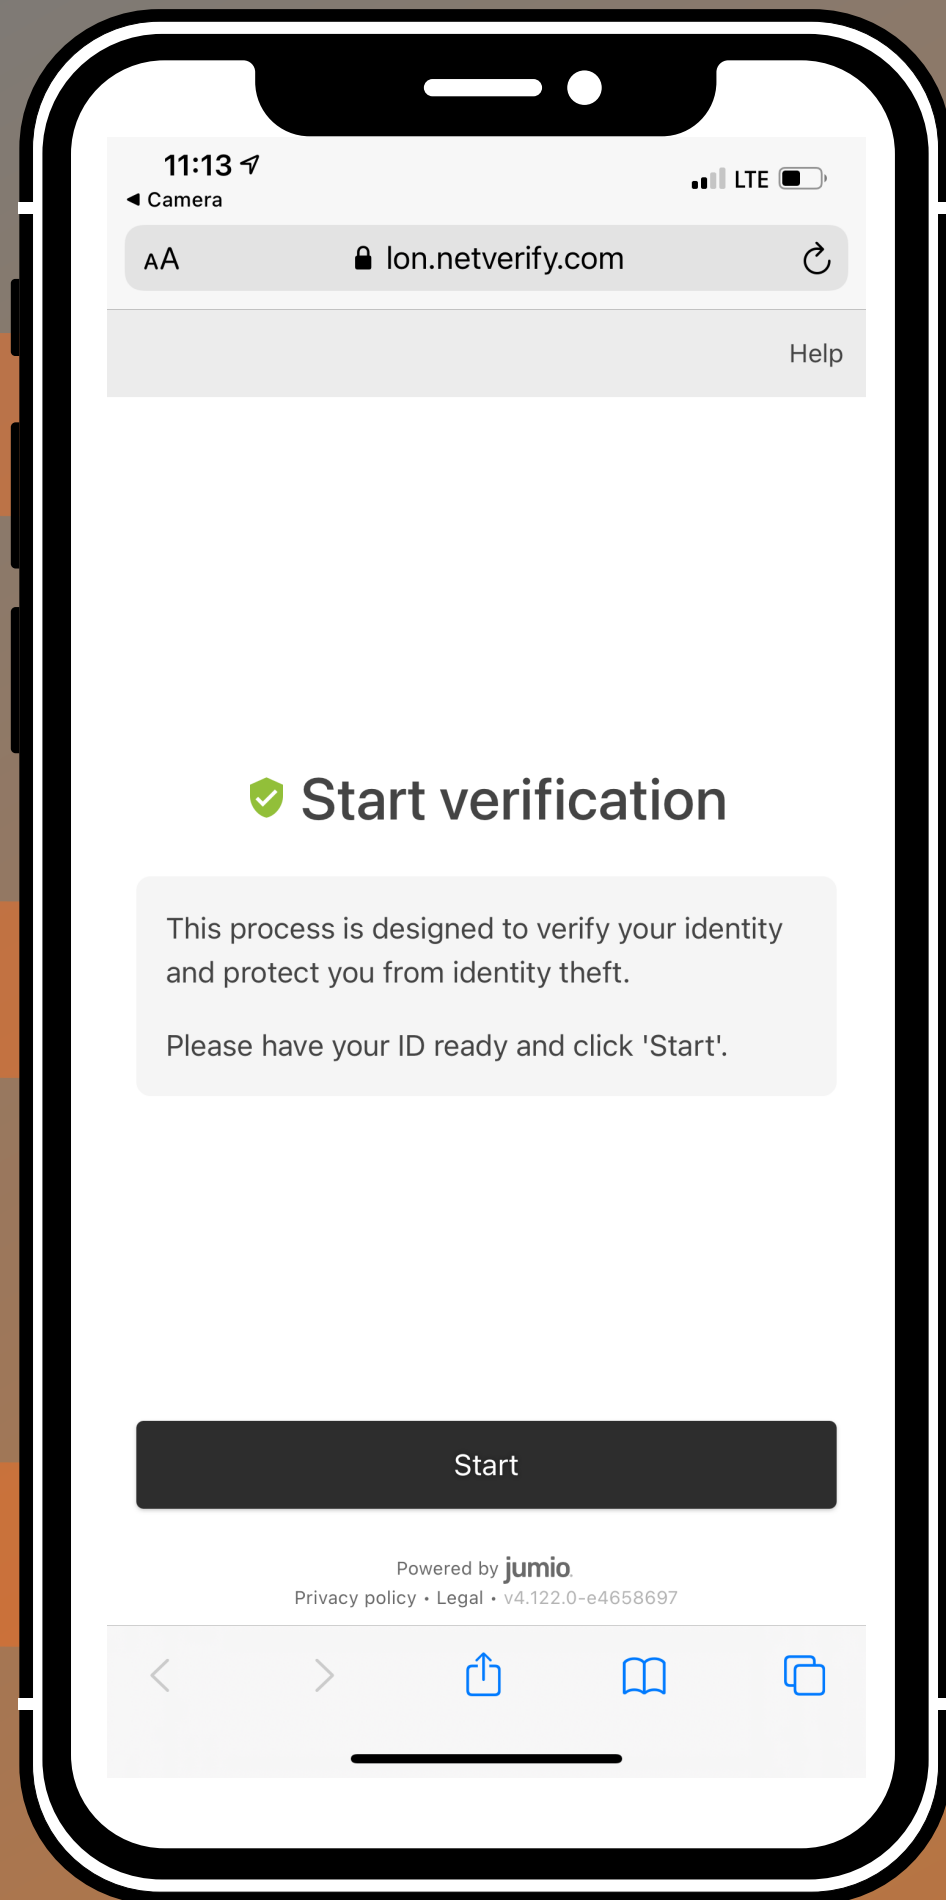 11:13
LTE
◀ Camera
AA
lon.netverify.com
Help
Start verification
This process is designed to verify your identity
and protect you from identity theft.
Please have your ID ready and click 'Start'.
Start
Powered by jumio.
Privacy policy • Legal • v4.122.0-e4658697